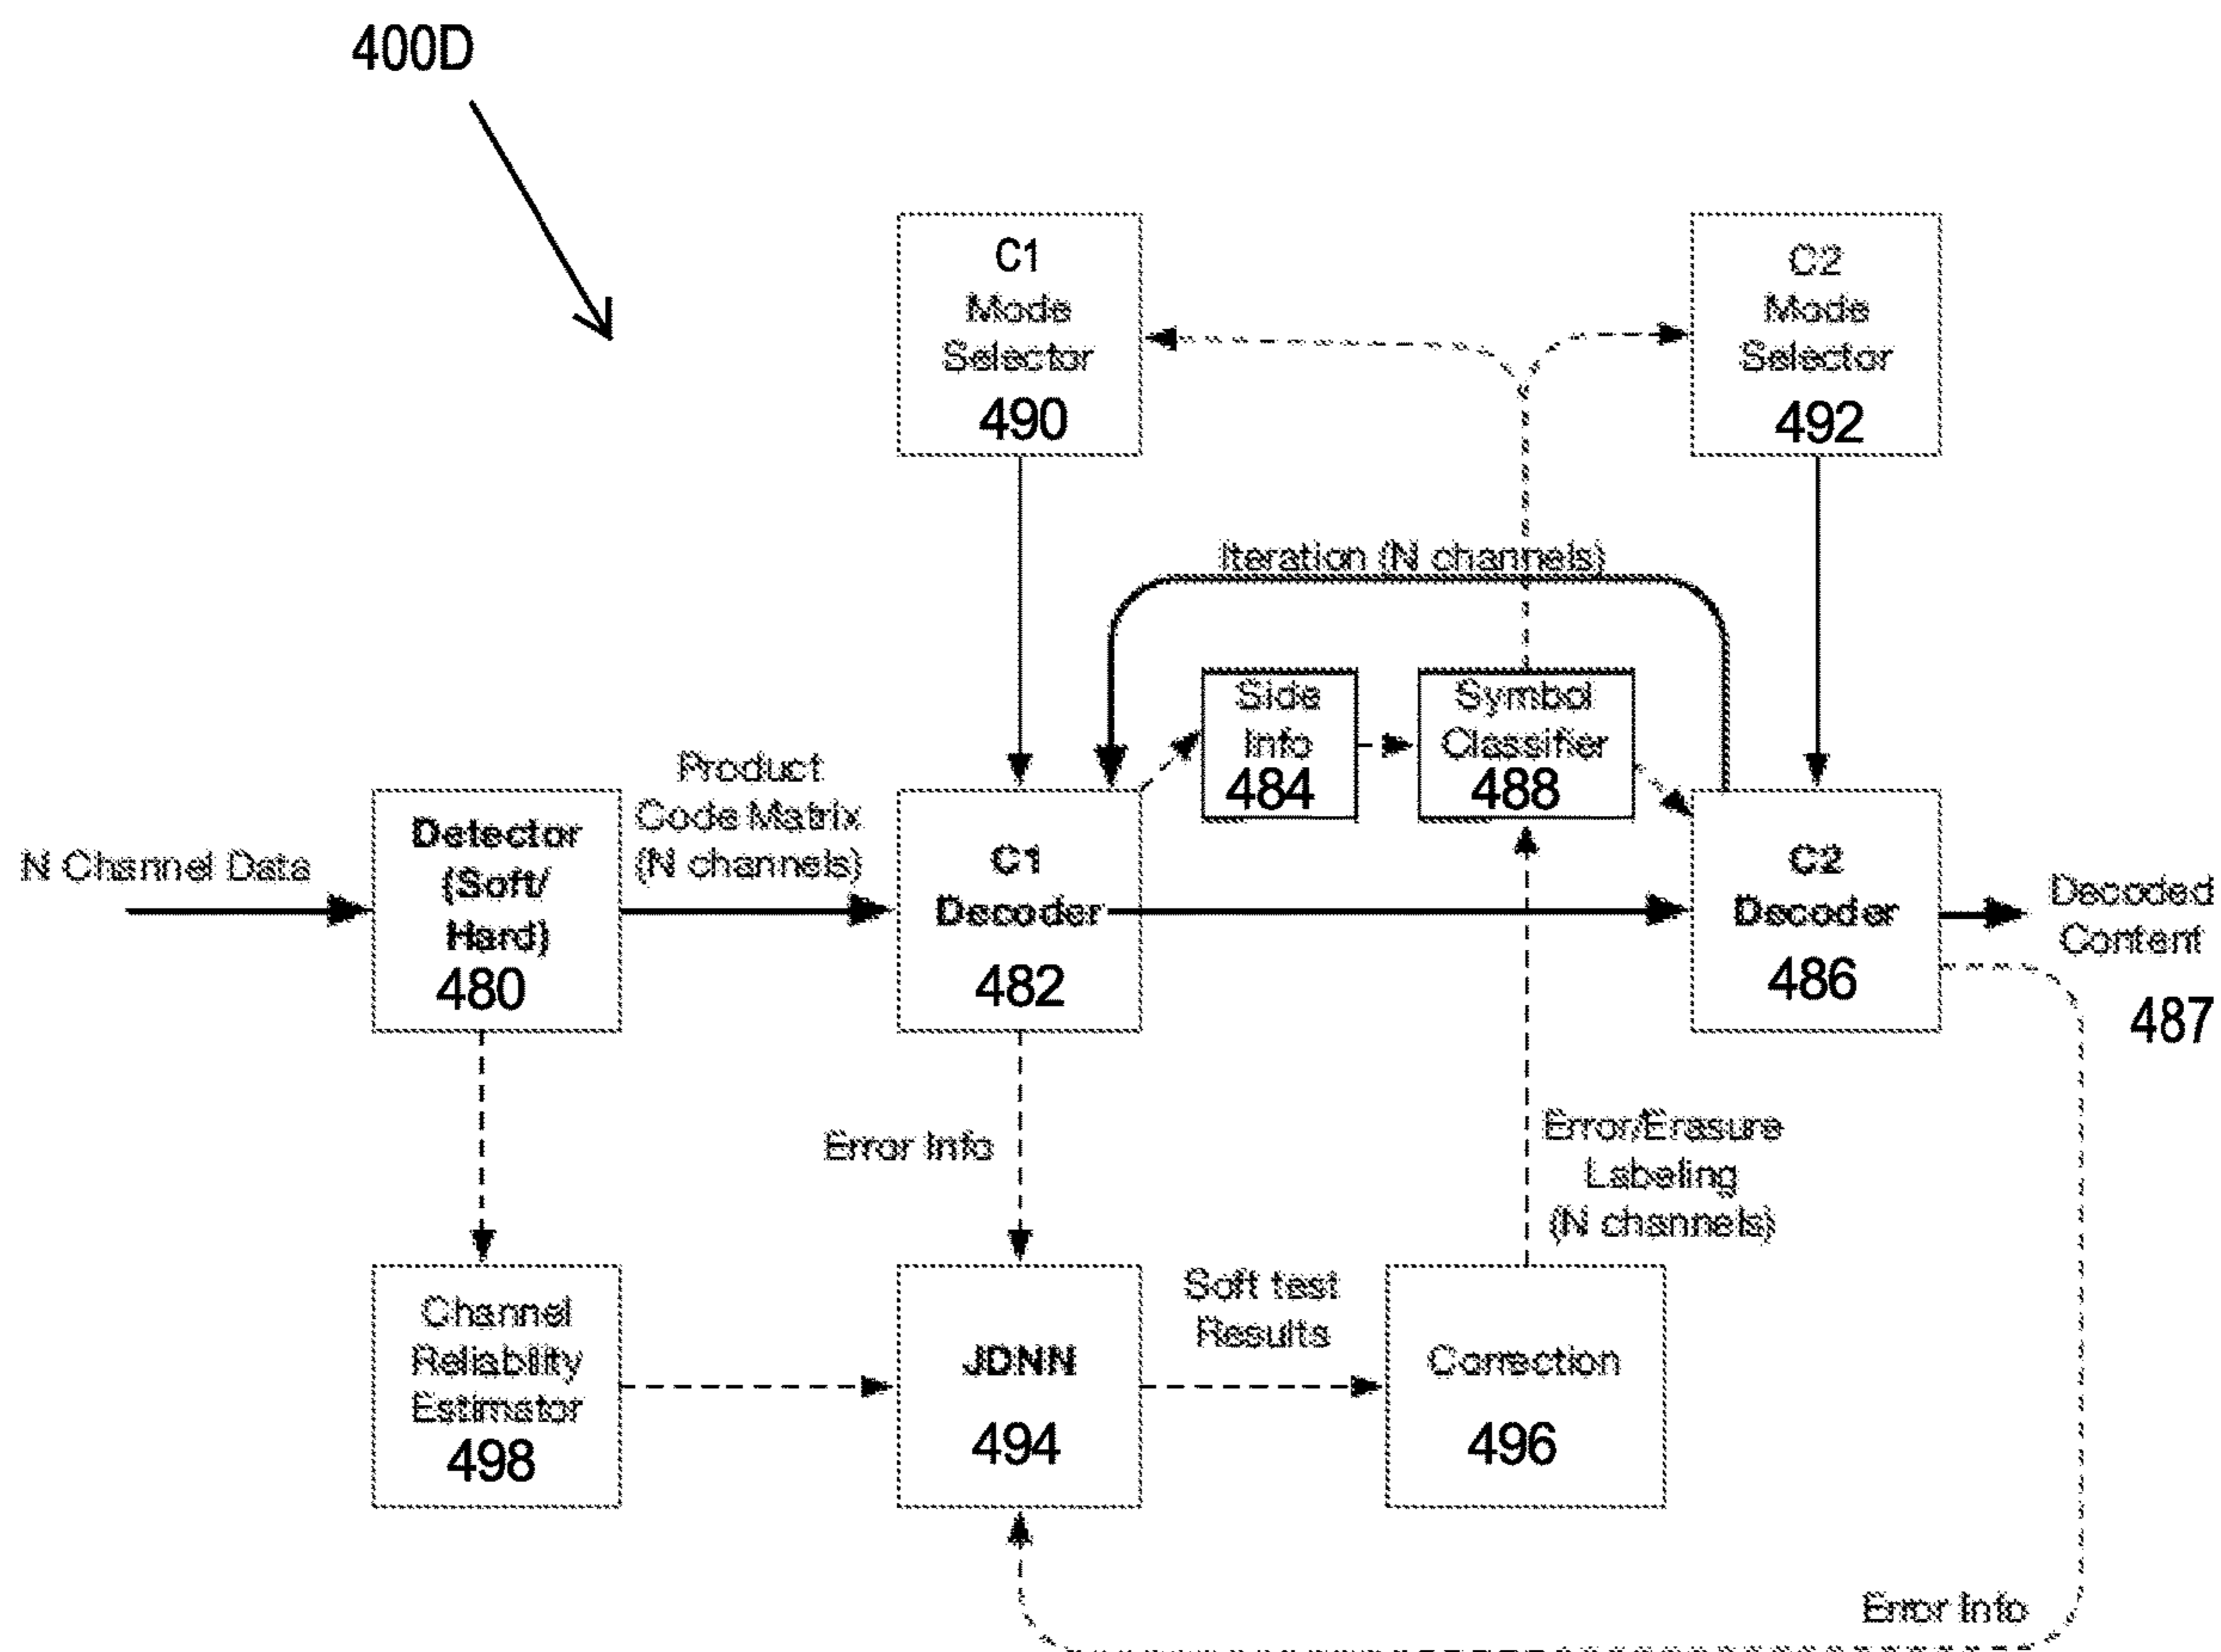 400D
C1
Mode
Selector
490
C2
Mode
Selector
492
Iteration (N channels)
Side
Info
484
Symbol
Classifier
488
N Channel Data
Detector
(Soft/
Hard)
480
Product
Code Matrix
(N channels)
C1
Decoder
482
C2
Decoder
486
Decoded
Content
487
Error Info
Error/Erasure
Labeling
(N channels)
Channel
Reliability
Estimator
498
JDNN
494
Soft test
Results
Correction
496
Error Info